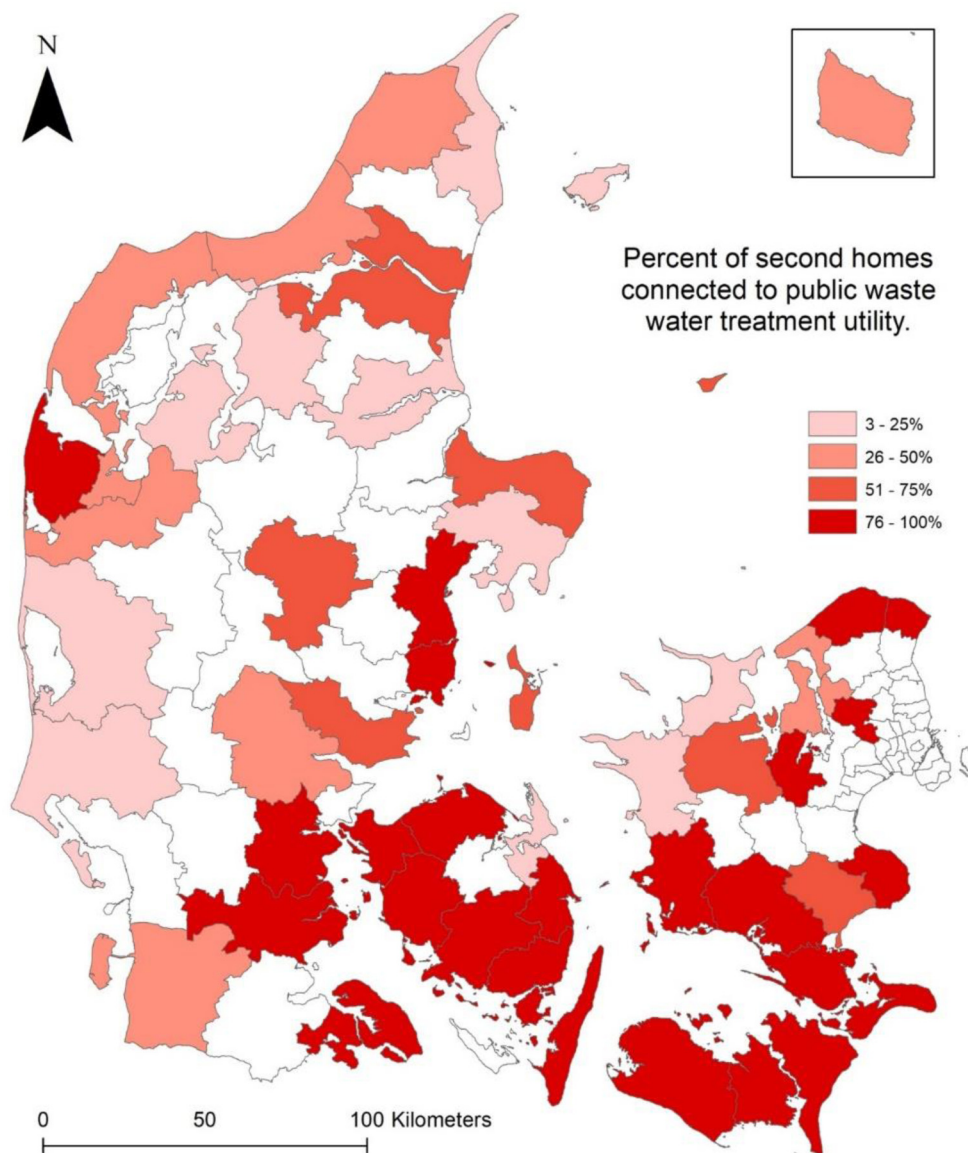 N
Percent of second homes
connected to public waste
water treatment utility.
3 - 25%
26 - 50%
51 - 75%
76 - 100%
0 50 100 Kilometers